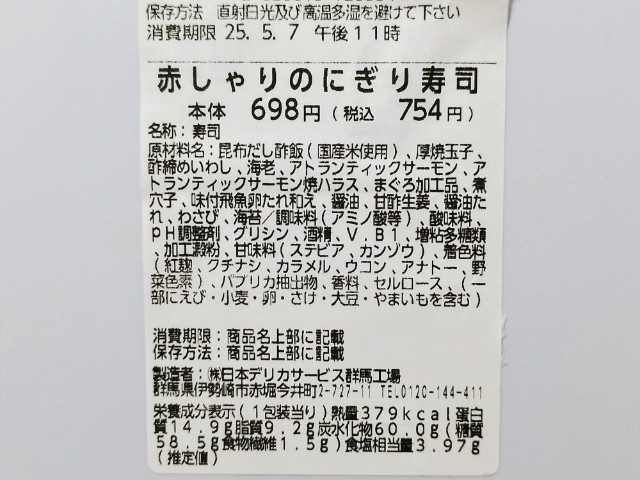 保存方法 直射日光及び高温多湿を避けて下さい
消費期限 25.5.7 午後11時
赤しゃりのにぎり寿司
本体 698円(税込 754円)
名称:寿司
原材料名:昆布だし酢飯(国産米使用)、厚焼玉子、
酢締めいわし、海老、アトランティックサーモン、ア
トランティックサーモン焼ハラス、まぐろ加工品、煮
穴子、味付飛魚卵たれ和え、醤油、甘酢生姜、醤油た
れ、わさび、海苔/調味料(アミノ酸等)、酸味料、
pH調整剤、グリシン、酒精、V.B1、増粘多糖類
、加工澱粉、甘味料(ステビア、カンゾウ)、着色料
(紅麹、クチナシ、カラメル、ウコン、アナトー、野
菜色素)、パプリカ抽出物、香料、セルロース、(一
部にえび・小麦・卵・さけ・大豆・やまいもを含む)
消費期限:商品名上部に記載
保存方法:商品名上部に記載
製造者:㈱日本デリカサービス群馬工場
群馬県伊勢崎市赤堀今井町2-727-11 TEL0120-144-411
栄養成分表示(1包装当り)熱量379kcal蛋白
質14.9g脂質9.2g炭水化物60.0g(糖質
58.5g食物繊維1.5g)食塩相当量3.97g
(推定値)